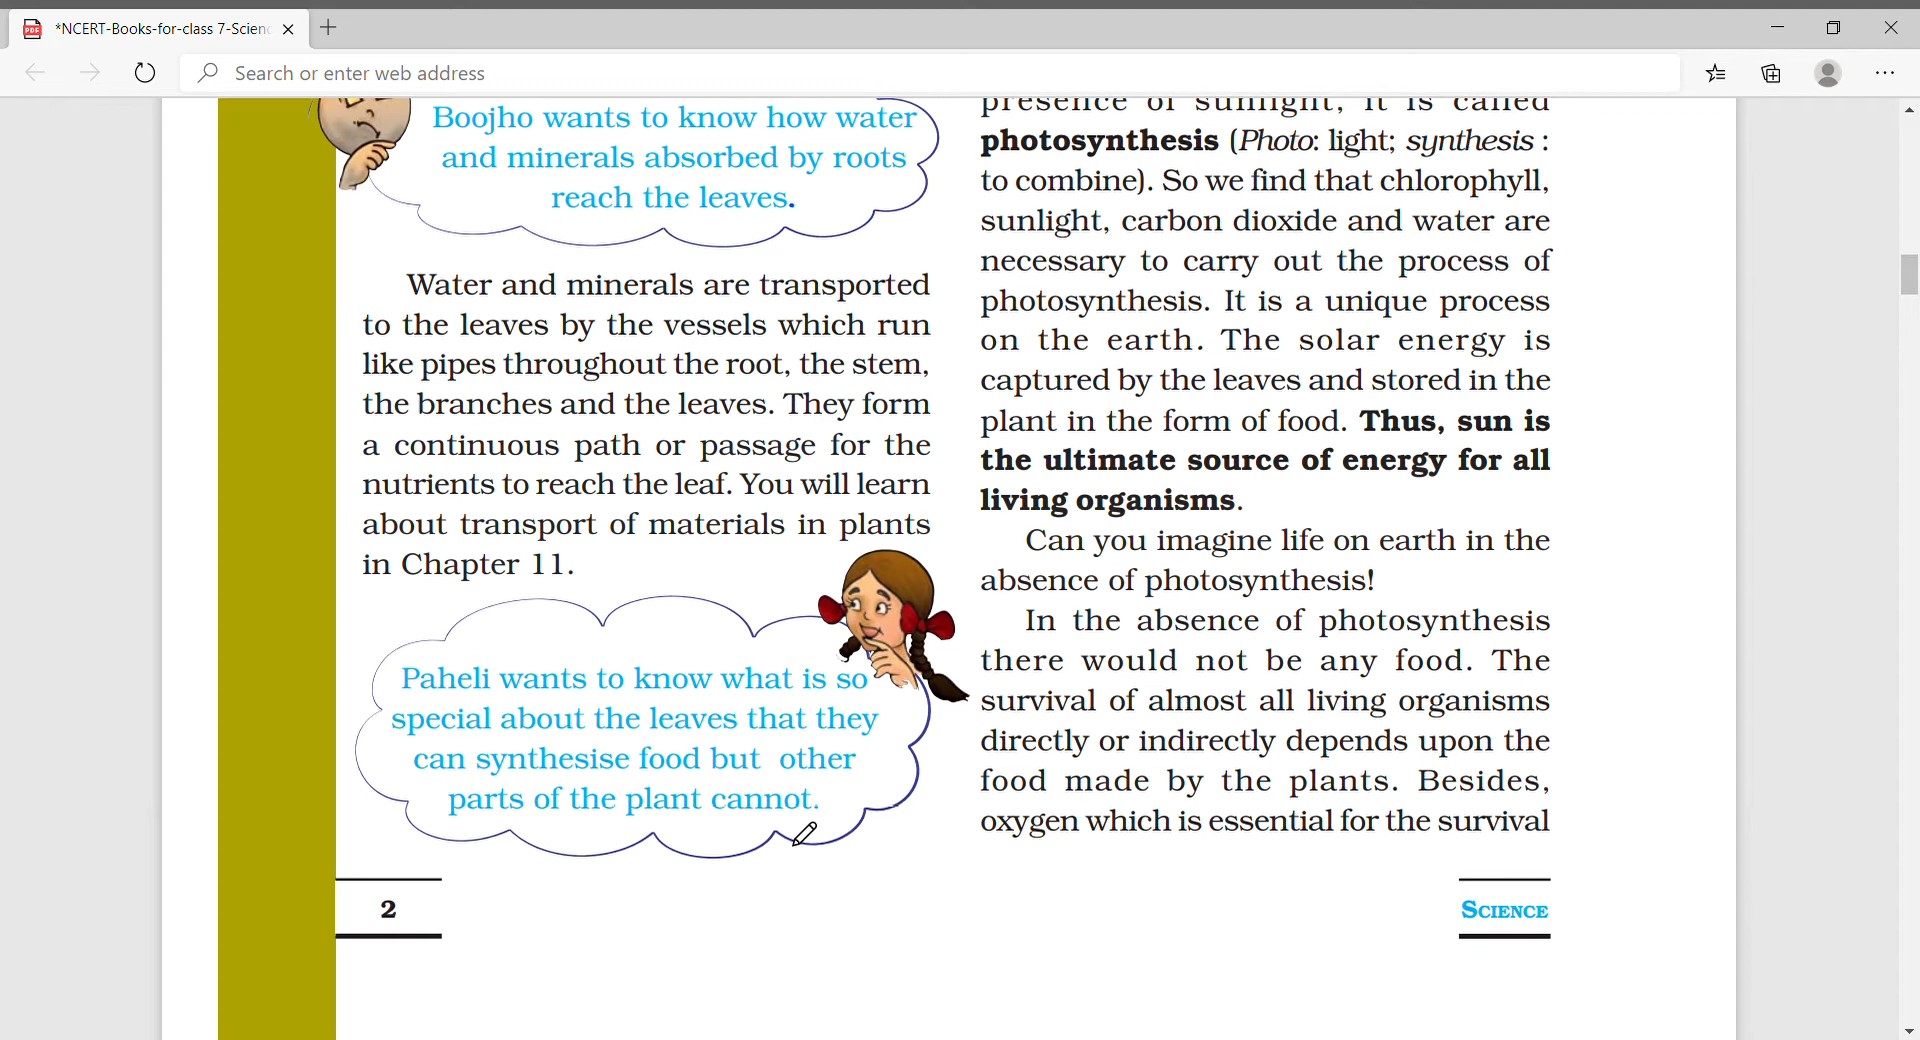 *NCERT-Books-for-class 7-Scien
Search or enter web address
Boojho wants to know how water
and minerals absorbed by roots
reach the leaves.
Water and minerals are transported
to the leaves by the vessels which run
like pipes throughout the root, the stem,
the branches and the leaves. They form
a continuous path or passage for the
nutrients to reach the leaf. You will learn
about transport of materials in plants
in Chapter 11.
Paheli wants to know what is so
special about the leaves that they
can synthesise food but other
parts of the plant cannot.
2
presence of sunlight, it is called
photosynthesis (Photo: light; synthesis :
to combine). So we find that chlorophyll,
sunlight, carbon dioxide and water are
necessary to carry out the process of
photosynthesis. It is a unique process
on the earth. The solar energy is
captured by the leaves and stored in the
plant in the form of food. Thus, sun is
the ultimate source of energy for all
living organisms.
Can you imagine life on earth in the
absence of photosynthesis!
In the absence of photosynthesis
there would not be any food. The
survival of almost all living organisms
directly or indirectly depends upon the
food made by the plants. Besides,
oxygen which is essential for the survival
SCIENCE